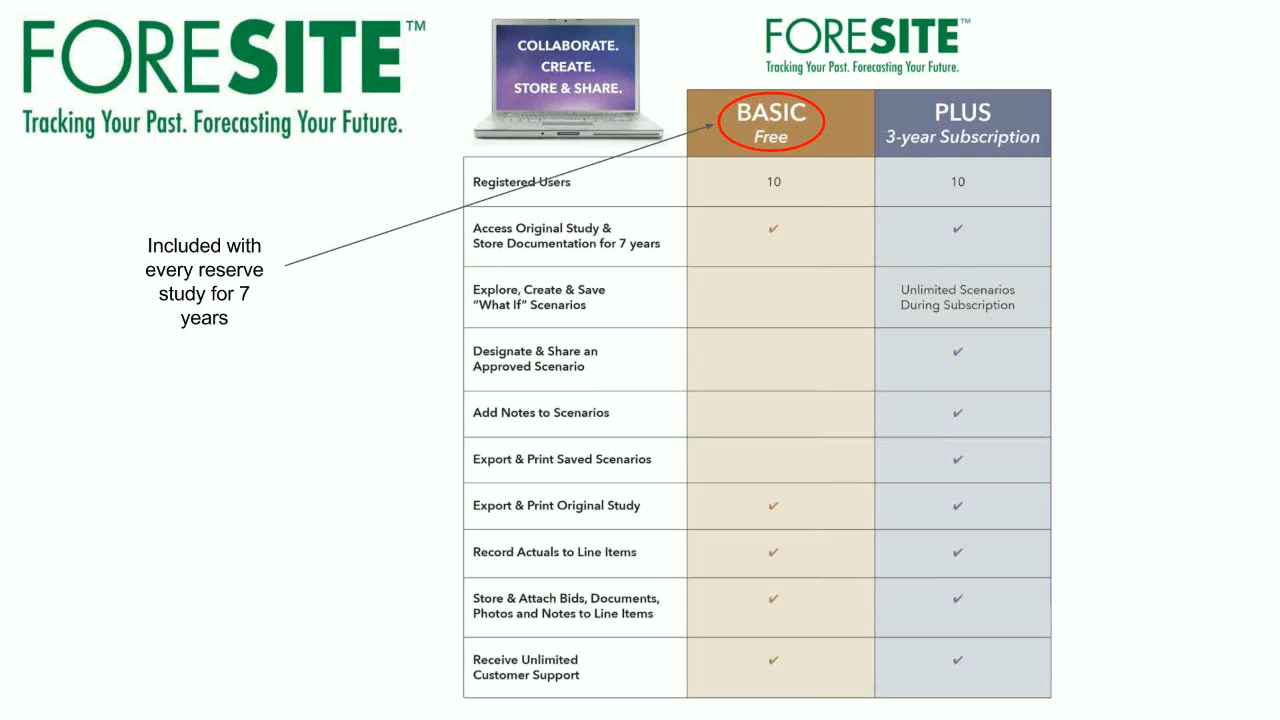 FORESITE™
Tracking Your Past. Forecasting Your Future.
COLLABORATE.
CREATE.
STORE & SHARE.
FORESITE™
Tracking Your Past. Forecasting Your Future.
Included with
every reserve
study for 7
years
BASIC PLUS
Free 3-year Subscription
Registered Users 10 10
Access Original Study & ✔ ✔
Store Documentation for 7 years
Explore, Create & Save Unlimited Scenarios
"What If" Scenarios During Subscription
Designate & Share an ✔
Approved Scenario
Add Notes to Scenarios ✔
Export & Print Saved Scenarios ✔
Export & Print Original Study ✔ ✔
Record Actuals to Line Items ✔ ✔
Store & Attach Bids, Documents, ✔ ✔
Photos and Notes to Line Items
Receive Unlimited ✔ ✔
Customer Support